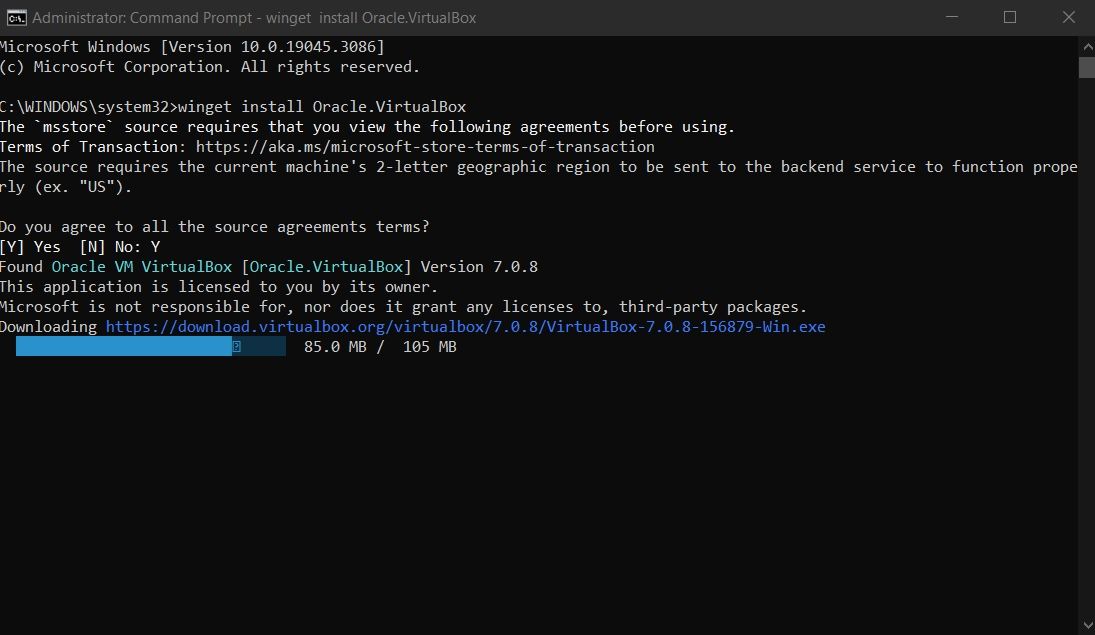 Administrator: Command Prompt - winget  install Oracle.VirtualBox
Microsoft Windows [Version 10.0.19045.3086]
(c) Microsoft Corporation. All rights reserved.
C:\WINDOWS\system32>winget install Oracle.VirtualBox
The `msstore` source requires that you view the following agreements before using.
Terms of Transaction: https://aka.ms/microsoft-store-terms-of-transaction
The source requires the current machine's 2-letter geographic region to be sent to the backend service to function prope
rly (ex. "US").
Do you agree to all the source agreements terms?
[Y] Yes  [N] No: Y
Found Oracle VM VirtualBox [Oracle.VirtualBox] Version 7.0.8
This application is licensed to you by its owner.
Microsoft is not responsible for, nor does it grant any licenses to, third-party packages.
Downloading https://download.virtualbox.org/virtualbox/7.0.8/VirtualBox-7.0.8-156879-Win.exe
85.0 MB /  105 MB